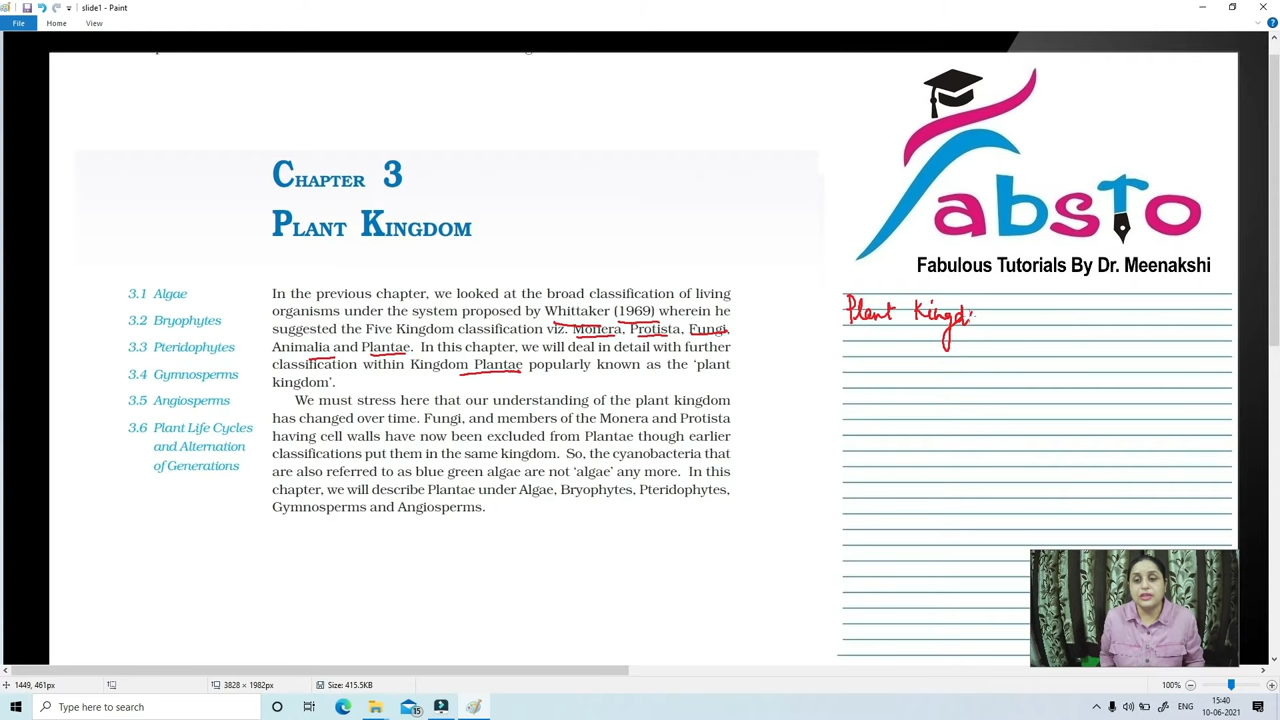 slide1 - Paint
File
Home
View
CHAPTER 3
PLANT KINGDOM
3.1 Algae
3.2 Bryophytes
3.3 Pteridophytes
3.4 Gymnosperms
3.5 Angiosperms
3.6 Plant Life Cycles
and Alternation
of Generations
In the previous chapter, we looked at the broad classification of living
organisms under the system proposed by Whittaker (1969) wherein he
suggested the Five Kingdom classification viz. Monera, Protista, Fungi,
Animalia and Plantae. In this chapter, we will deal in detail with further
classification within Kingdom Plantae popularly known as the ‘plant
kingdom’.
We must stress here that our understanding of the plant kingdom
has changed over time. Fungi, and members of the Monera and Protista
having cell walls have now been excluded from Plantae though earlier
classifications put them in the same kingdom. So, the cyanobacteria that
are also referred to as blue green algae are not ‘algae’ any more. In this
chapter, we will describe Plantae under Algae, Bryophytes, Pteridophytes,
Gymnosperms and Angiosperms.
FabsTo
Fabulous Tutorials By Dr. Meenakshi
Plant Kingd
1449, 461px
3828 × 1982px
Size: 415.5KB
100%
Type here to search
15
ENG
15:40
10-06-2021